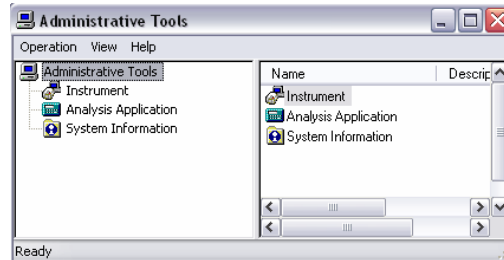 Administrative Tools
Operation View Help
Administrative Tools
Instrument
Analysis Application
System Information
Name Descrip
Instrument
Analysis Application
System Information
Ready